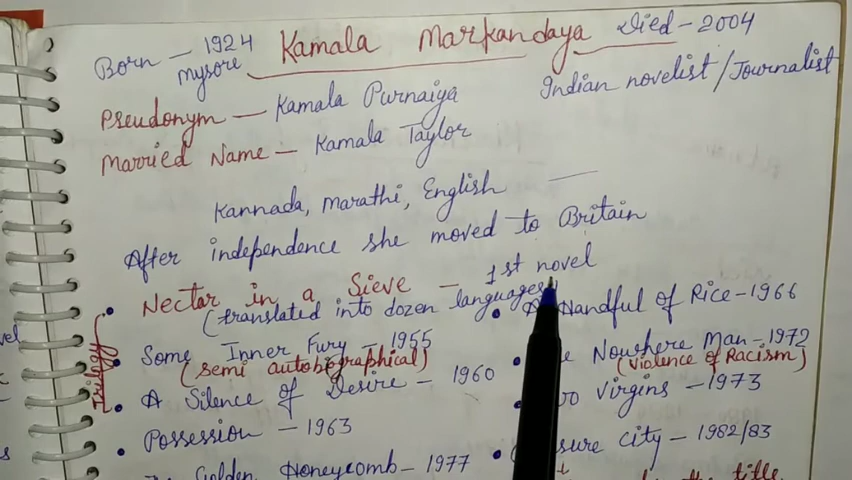 Born - 1924 Kamala Markandaya Died - 2004
Mysore
Indian novelist / Journalist
Pseudonym - Kamala Purnaiya
Married Name - Kamala Taylor
Kannada, Marathi, English
After independence she moved to Britain
• Nectar in a Sieve - 1st novel
(translated into dozen languages)
• A Handful of Rice - 1966
• Some Inner Fury - 1955
(semi autobiographical)
• Nowhere Man - 1972
(Violence of Racism)
• A Silence of Desire - 1960
• Virgins - 1973
• Possession - 1963
• City - 1982/83
Golden Honeycomb - 1977
the title